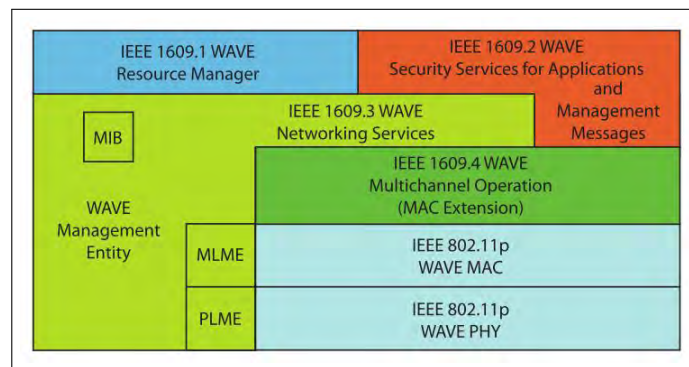 IEEE 1609.1 WAVE
Resource Manager
IEEE 1609.2 WAVE
Security Services for Applications
and
Management
Messages
IEEE 1609.3 WAVE
Networking Services
MIB
IEEE 1609.4 WAVE
Multichannel Operation
(MAC Extension)
WAVE
Management
Entity
MLME
IEEE 802.11p
WAVE MAC
PLME
IEEE 802.11p
WAVE PHY